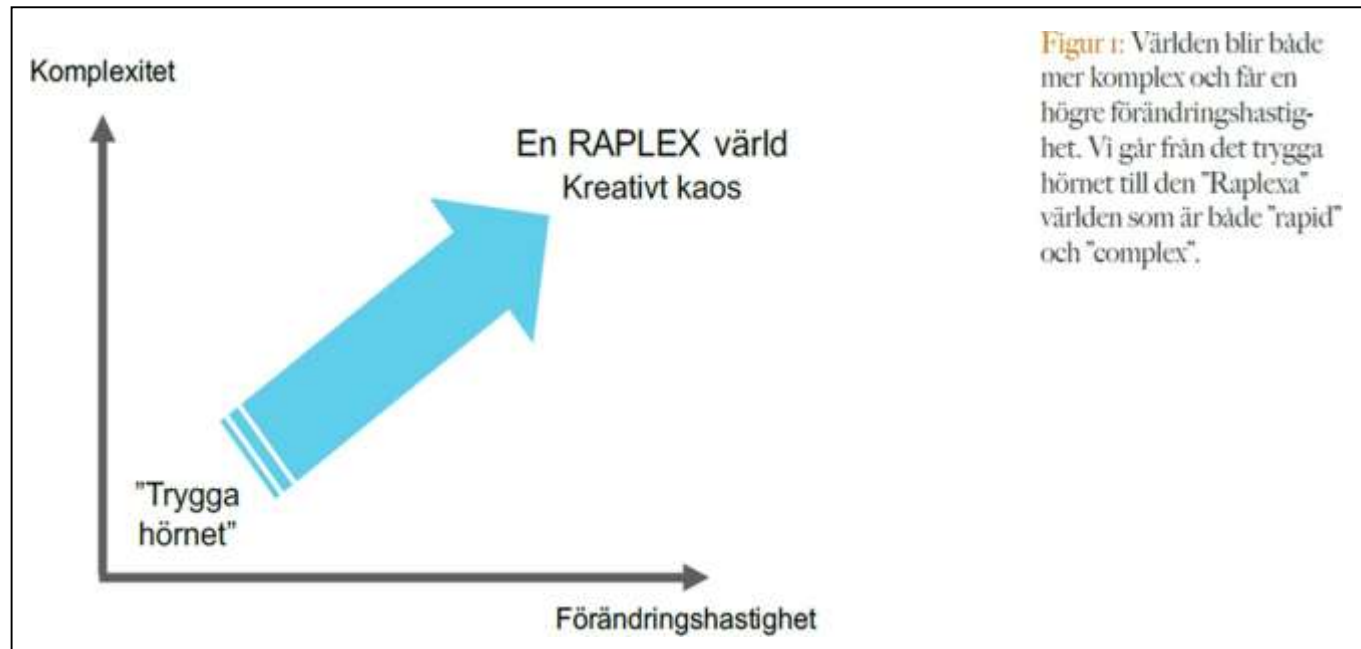 Komplexitet
En RAPLEX värld
Kreativt kaos
"Trygga
hörnet"
Förändringshastighet
Figur 1: Världen blir både
mer komplex och får en
högre förändringshastig-
het. Vi går från det trygga
hörnet till den "Raplexa"
världen som är både "rapid"
och "complex".